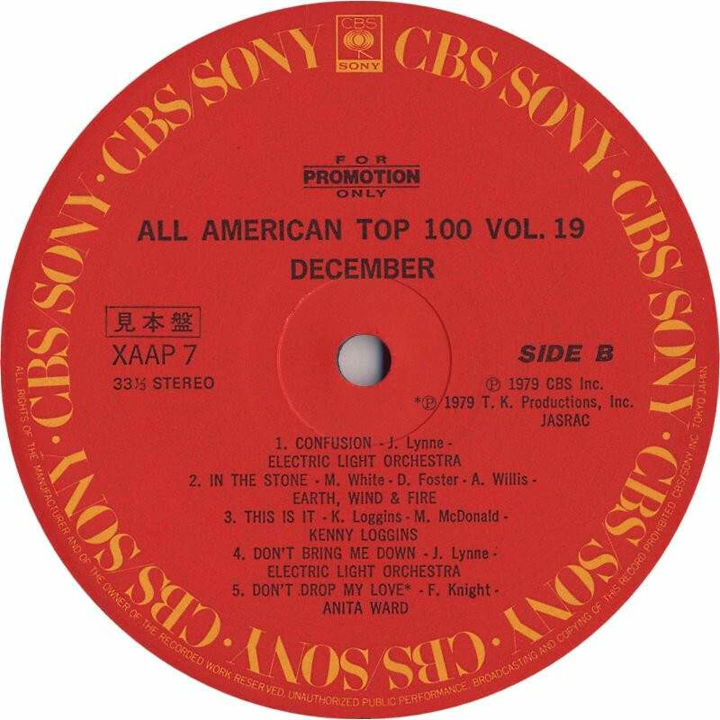 CBS
SONY
CBS/SONY · CBS/SONY · CBS/SONY · CBS/SONY · CBS/SONY · CBS/SONY · CBS/SONY · CBS/SONY
FOR
PROMOTION
ONLY
ALL AMERICAN TOP 100 VOL. 19
DECEMBER
見本盤
XAAP 7
33⅓ STEREO
SIDE B
Ⓟ 1979 CBS Inc.
*Ⓟ 1979 T. K. Productions, Inc.
JASRAC
1. CONFUSION - J. Lynne -
ELECTRIC LIGHT ORCHESTRA
2. IN THE STONE - M. White - D. Foster - A. Willis -
EARTH, WIND & FIRE
3. THIS IS IT - K. Loggins - M. McDonald -
KENNY LOGGINS
4. DON'T BRING ME DOWN - J. Lynne -
ELECTRIC LIGHT ORCHESTRA
5. DON'T DROP MY LOVE* - F. Knight -
ANITA WARD
ALL RIGHTS OF THE MANUFACTURER AND OF THE OWNER OF THE RECORDED WORK RESERVED. UNAUTHORIZED PUBLIC PERFORMANCE, BROADCASTING AND COPYING OF THIS RECORD PROHIBITED. CBS/SONY INC. TOKYO JAPAN